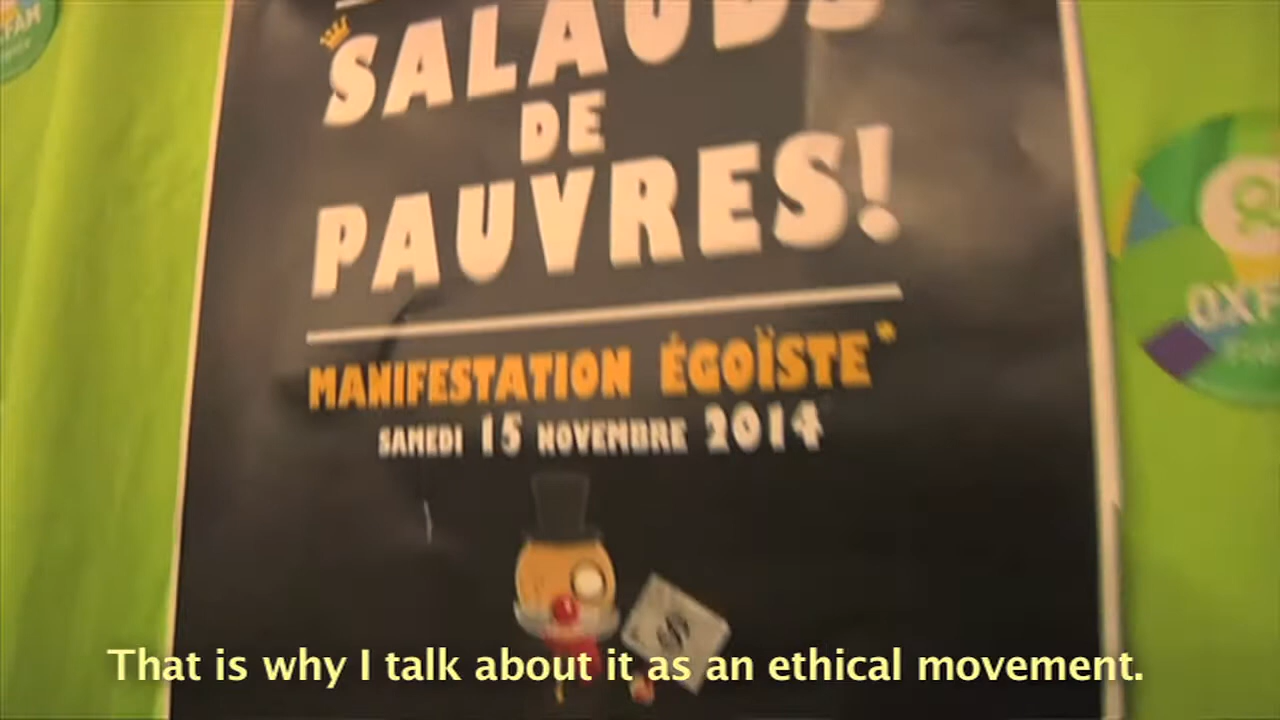 SALAUDS
DE
PAUVRES!
MANIFESTATION ÉGOÏSTE*
SAMEDI 15 NOVEMBRE 2014
$
That is why I talk about it as an ethical movement.